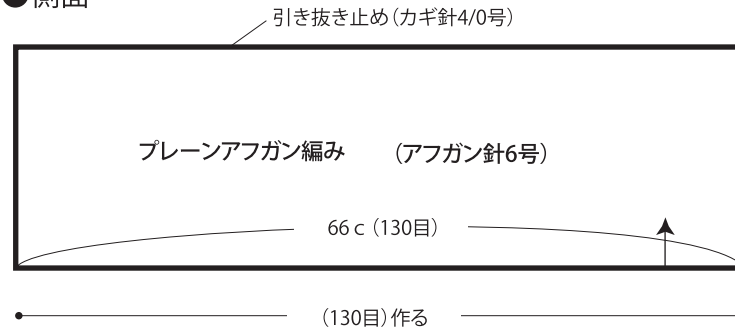 ●側面
引き抜き止め（カギ針4/0号）
プレーンアフガン編み　（アフガン針6号）
66c（130目）
（130目）作る